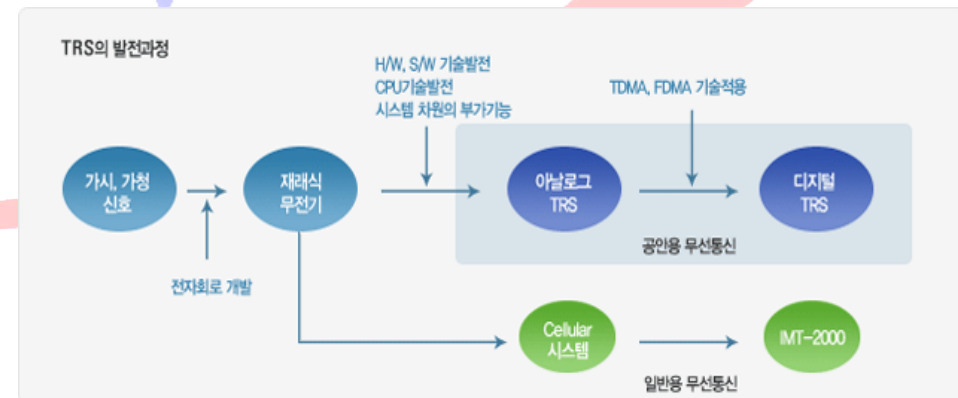 TRS의 발전과정
H/W, S/W 기술발전
CPU기술발전
시스템 차원의 부가기능
TDMA, FDMA 기술적용
가시, 가청
신호
재래식
무전기
아날로그
TRS
디지털
TRS
공안용 무선통신
전자회로 개발
Cellular
시스템
IMT-2000
일반용 무선통신